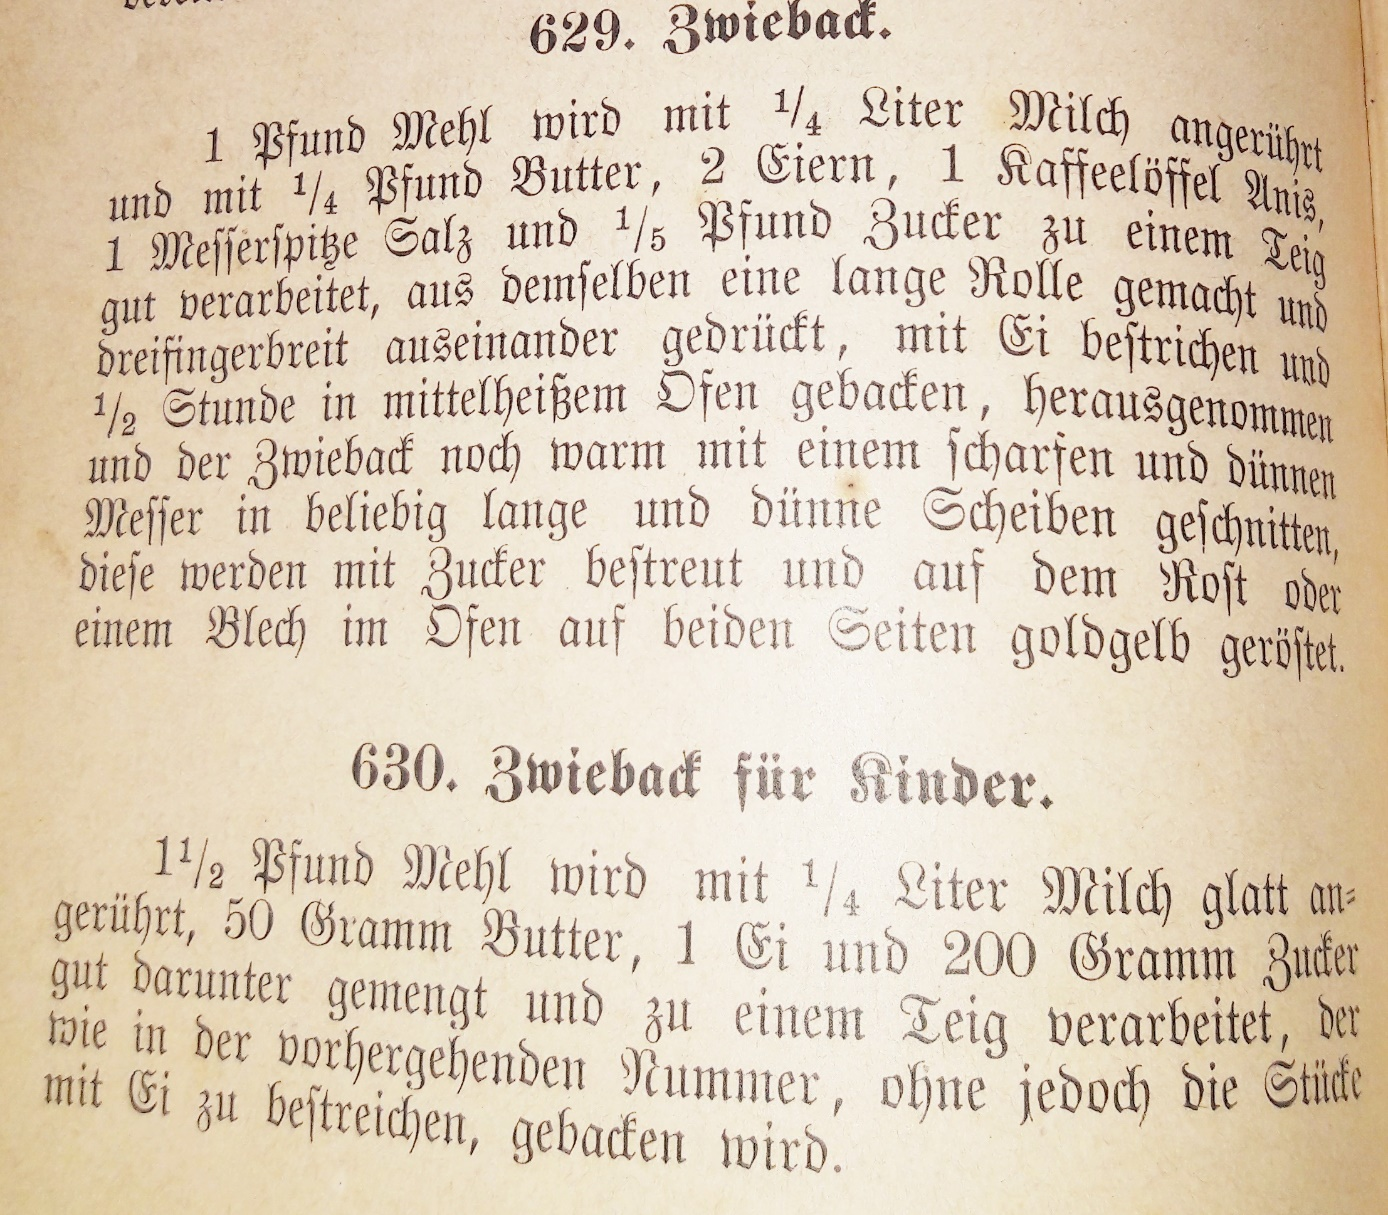 629. Zwieback.
1 Pfund Mehl wird mit 1/4 Liter Milch angerührt
und mit 1/4 Pfund Butter, 2 Eiern, 1 Kaffeelöffel Anis,
1 Messerspitze Salz und 1/5 Pfund Zucker zu einem Teig
gut verarbeitet, aus demselben eine lange Rolle gemacht und
dreifingerbreit auseinander gedrückt, mit Ei bestrichen und
1/2 Stunde in mittelheißem Ofen gebacken, herausgenommen
und der Zwieback noch warm mit einem scharfen und dünnen
Messer in beliebig lange und dünne Scheiben geschnitten,
diese werden mit Zucker bestreut und auf dem Rost oder
einem Blech im Ofen auf beiden Seiten goldgelb geröstet.
630. Zwieback für Kinder.
1 1/2 Pfund Mehl wird mit 1/4 Liter Milch glatt an-
gerührt, 50 Gramm Butter, 1 Ei und 200 Gramm Zucker
gut darunter gemengt und zu einem Teig verarbeitet, der
wie in der vorhergehenden Nummer, ohne jedoch die Stücke
mit Ei zu bestreichen, gebacken wird.